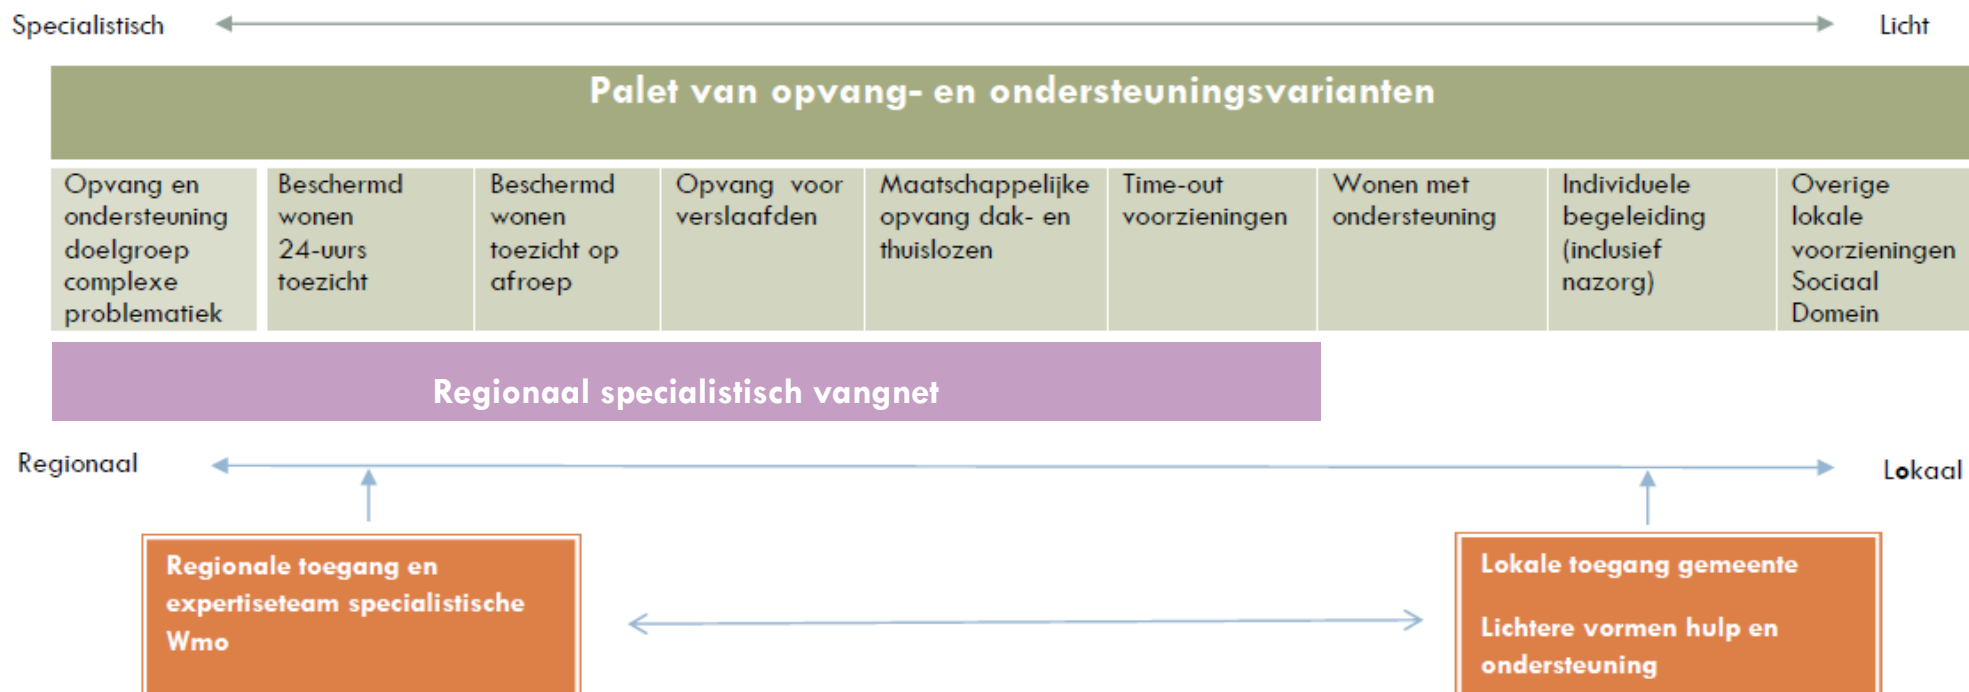 Specialistisch
Licht
Palet van opvang- en ondersteuningsvarianten
Opvang en
ondersteuning
doelgroep
complexe
problematiek
Beschermd
wonen
24-uurs
toezicht
Beschermd
wonen
toezicht op
afroep
Opvang voor
verslaafden
Maatschappelijke
opvang dak- en
thuislozen
Time-out
voorzieningen
Wonen met
ondersteuning
Individuele
begeleiding
(inclusief
nazorg)
Overige
lokale
voorzieningen
Sociaal
Domein
Regionaal specialistisch vangnet
Regionaal
Lokaal
Regionale toegang en
expertiseteam specialistische
Wmo
Lokale toegang gemeente
Lichtere vormen hulp en
ondersteuning